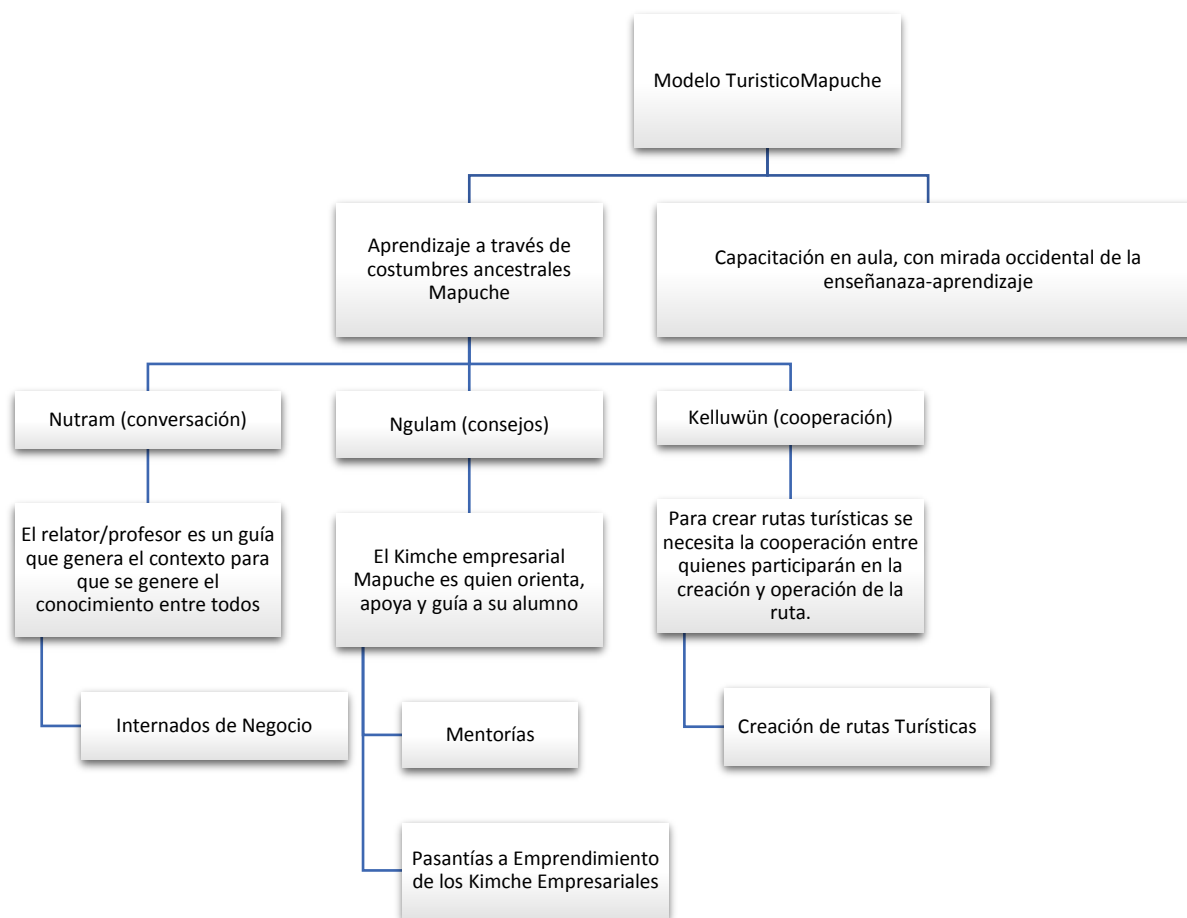 Modelo TuristicoMapuche
Aprendizaje a través de
costumbres ancestrales
Mapuche
Capacitación en aula, con mirada occidental de la
enseñanaza-aprendizaje
Nutram (conversación)
Ngulam (consejos)
Kelluwün (cooperación)
El relator/profesor es un guía
que genera el contexto para
que se genere el
conocimiento entre todos
El Kimche empresarial
Mapuche es quien orienta,
apoya y guía a su alumno
Para crear rutas turísticas se
necesita la cooperación entre
quienes participarán en la
creación y operación de la
ruta.
Internados de Negocio
Mentorías
Creación de rutas Turísticas
Pasantías a Emprendimiento
de los Kimche Empresariales